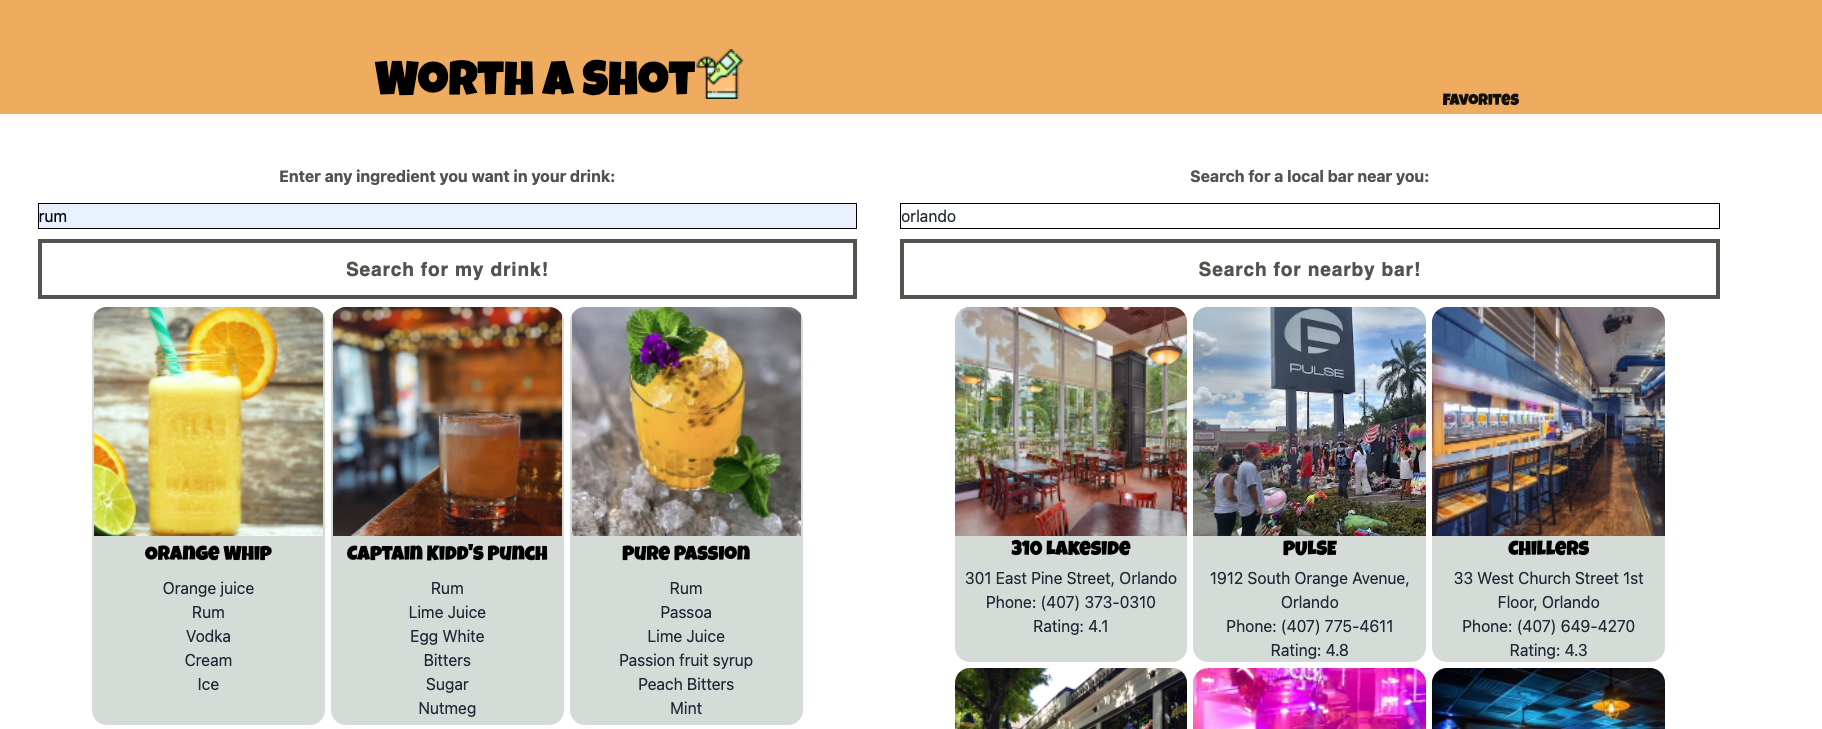 WORTH A SHOT
FAVORITES
Enter any ingredient you want in your drink:
rum
Search for my drink!
Orange Whip
Orange juice
Rum
Vodka
Cream
Ice
Captain Kidd's Punch
Rum
Lime Juice
Egg White
Bitters
Sugar
Nutmeg
Pure Passion
Rum
Passoa
Lime Juice
Passion fruit syrup
Peach Bitters
Mint
Search for a local bar near you:
orlando
Search for nearby bar!
310 Lakeside
301 East Pine Street, Orlando
Phone: (407) 373-0310
Rating: 4.1
PULSE
Pulse
1912 South Orange Avenue,
Orlando
Phone: (407) 775-4611
Rating: 4.8
Chillers
33 West Church Street 1st
Floor, Orlando
Phone: (407) 649-4270
Rating: 4.3